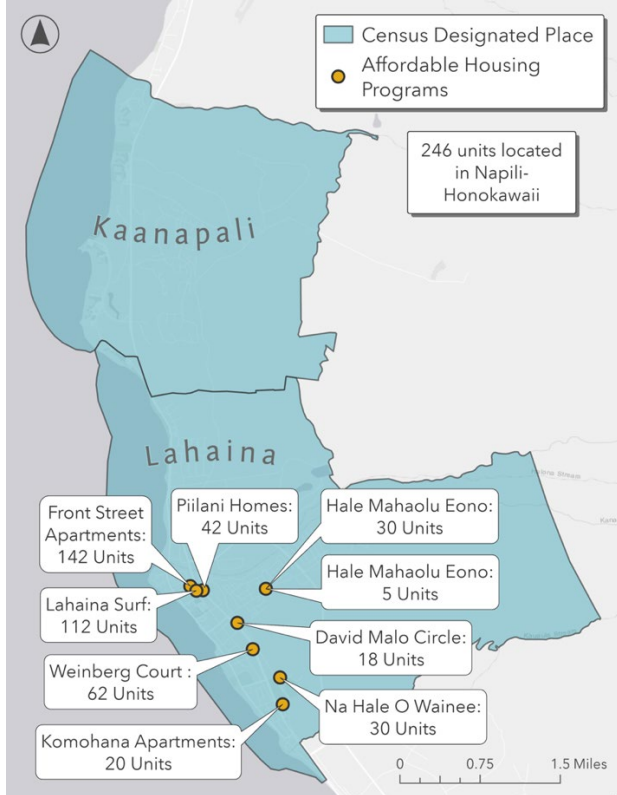 Census Designated Place
Affordable Housing
Programs
246 units located
in Napili-
Honokawaii
Kaanapali
Lahaina
Front Street
Apartments:
142 Units
Piilani Homes:
42 Units
Hale Mahaolu Eono:
30 Units
Lahaina Surf:
112 Units
Hale Mahaolu Eono:
5 Units
David Malo Circle:
18 Units
Weinberg Court :
62 Units
Na Hale O Wainee:
30 Units
Komohana Apartments:
20 Units
0 0.75 1.5 Miles